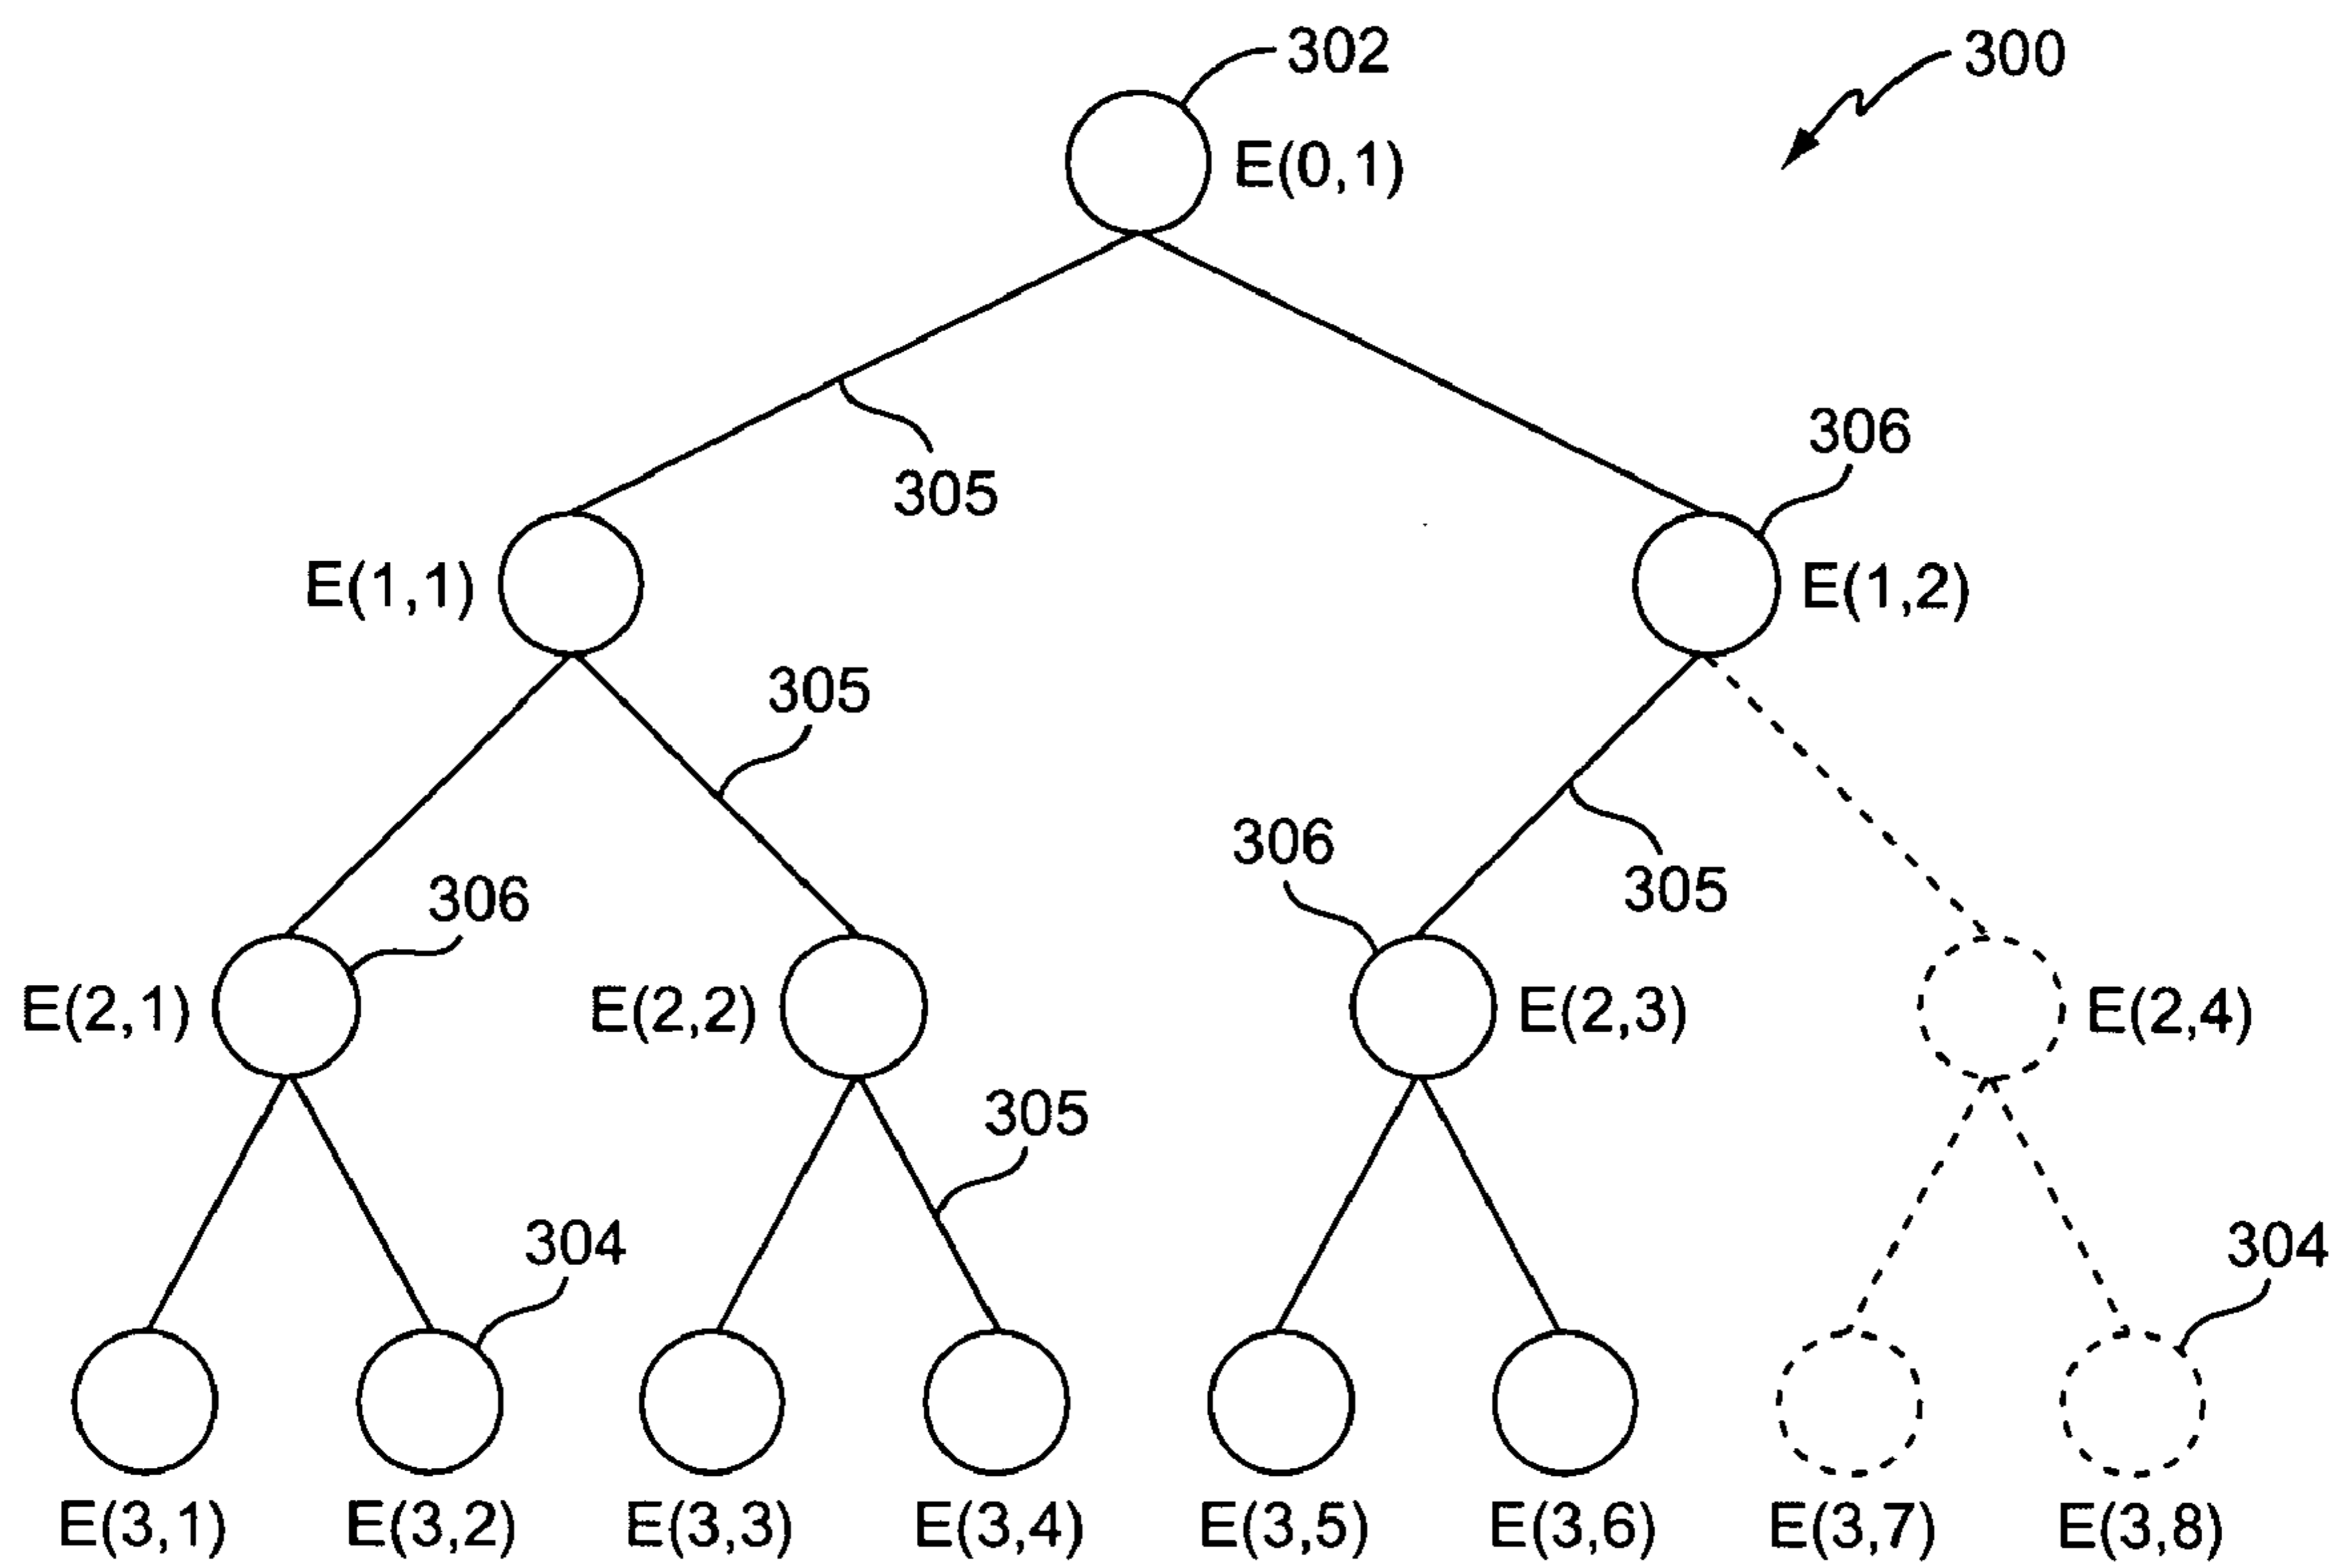 302
300
E(0,1)
306
305
E(1,1)
E(1,2)
305
306
305
306
E(2,1)
E(2,2)
E(2,3)
E(2,4)
305
304
304
E(3,1)
E(3,2)
E(3,3)
E(3,4)
E(3,5)
E(3,6)
E(3,7)
E(3,8)